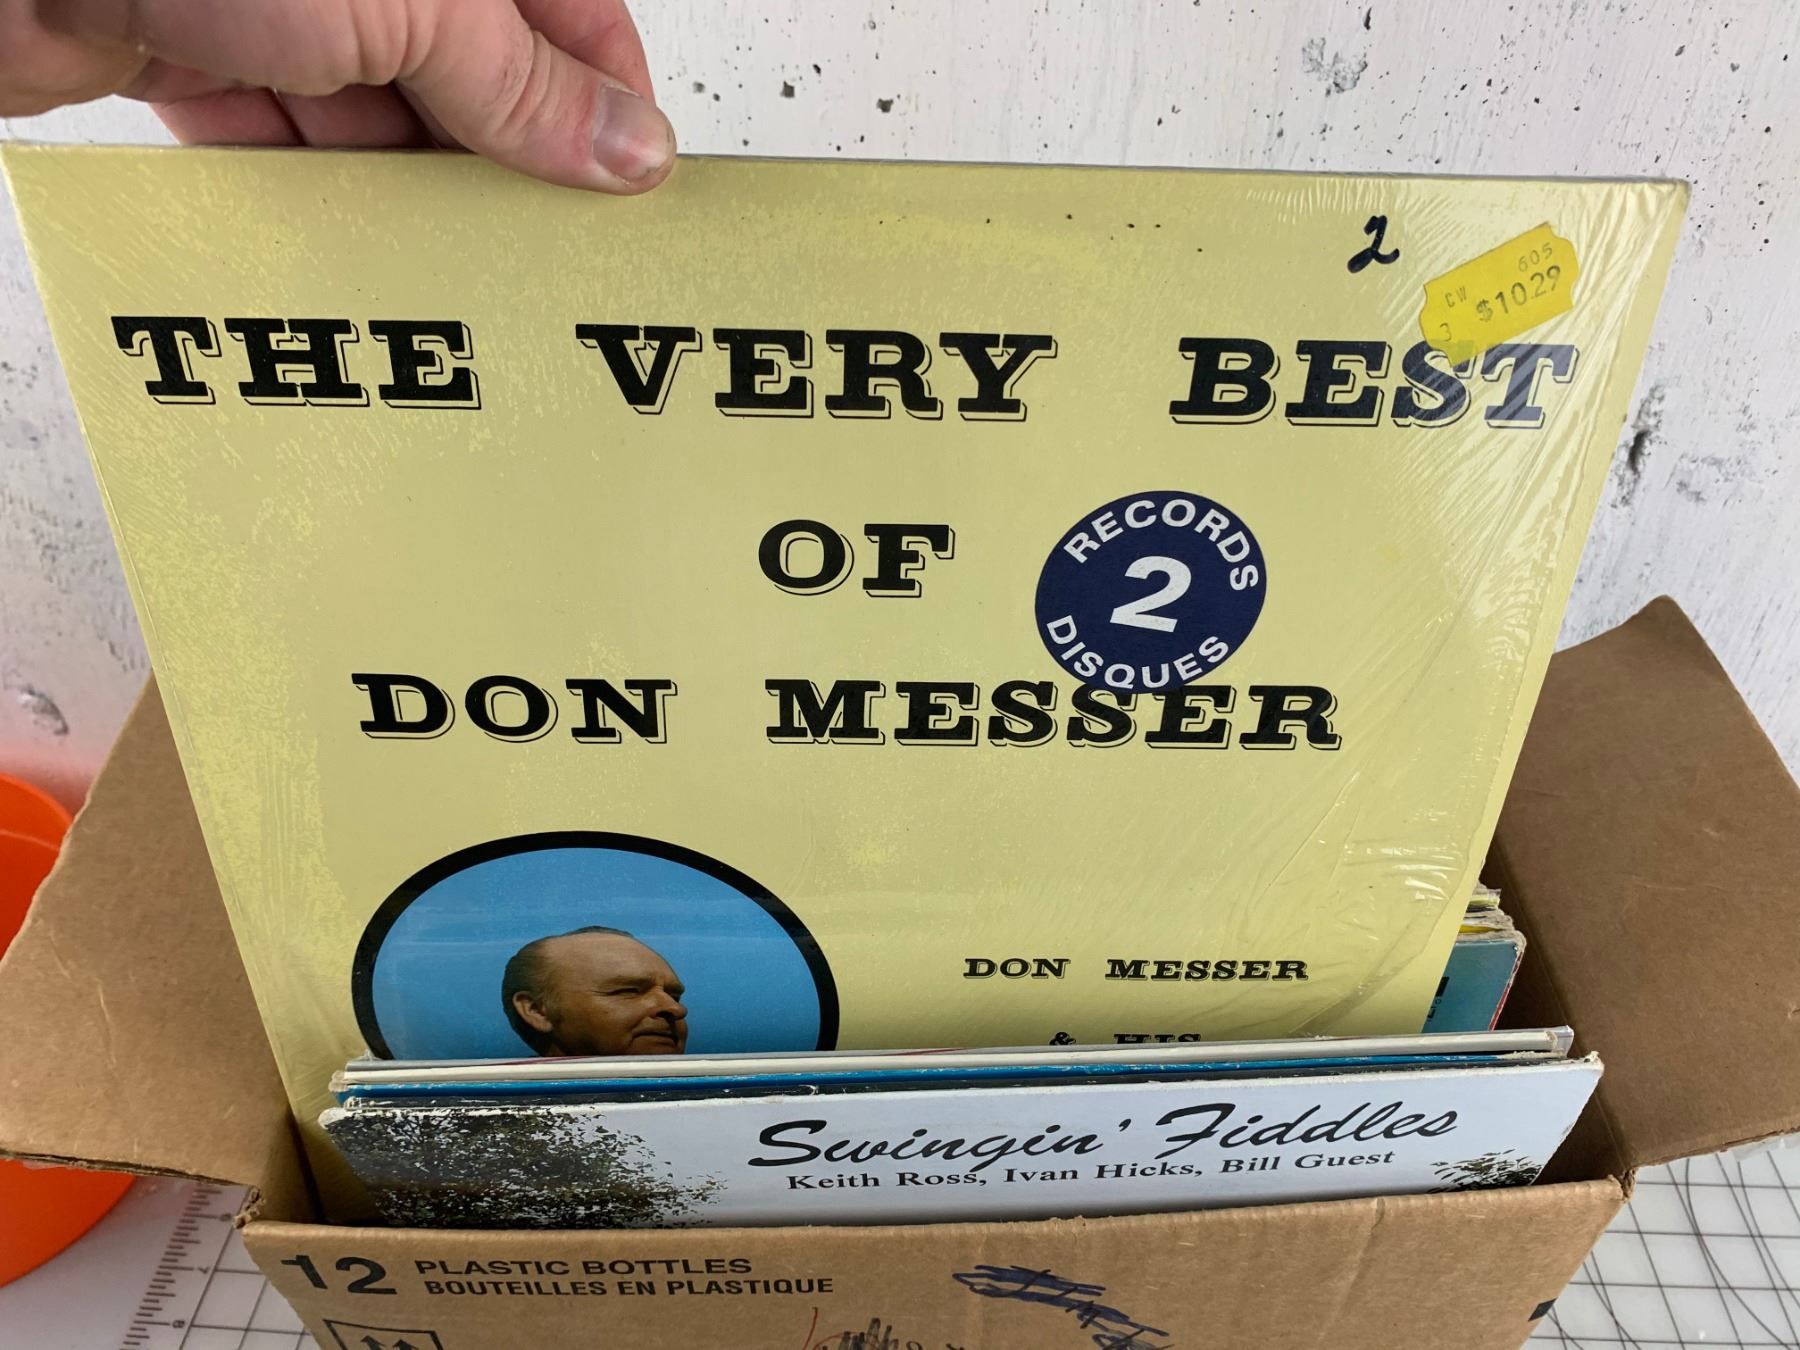 2
605
CW $10.29
3
THE VERY BEST
OF
RECORDS
2
DISQUES
DON MESSER
DON MESSER
& HIS
Swingin' Fiddles
Keith Ross, Ivan Hicks, Bill Guest
12 PLASTIC BOTTLES
BOUTEILLES EN PLASTIQUE